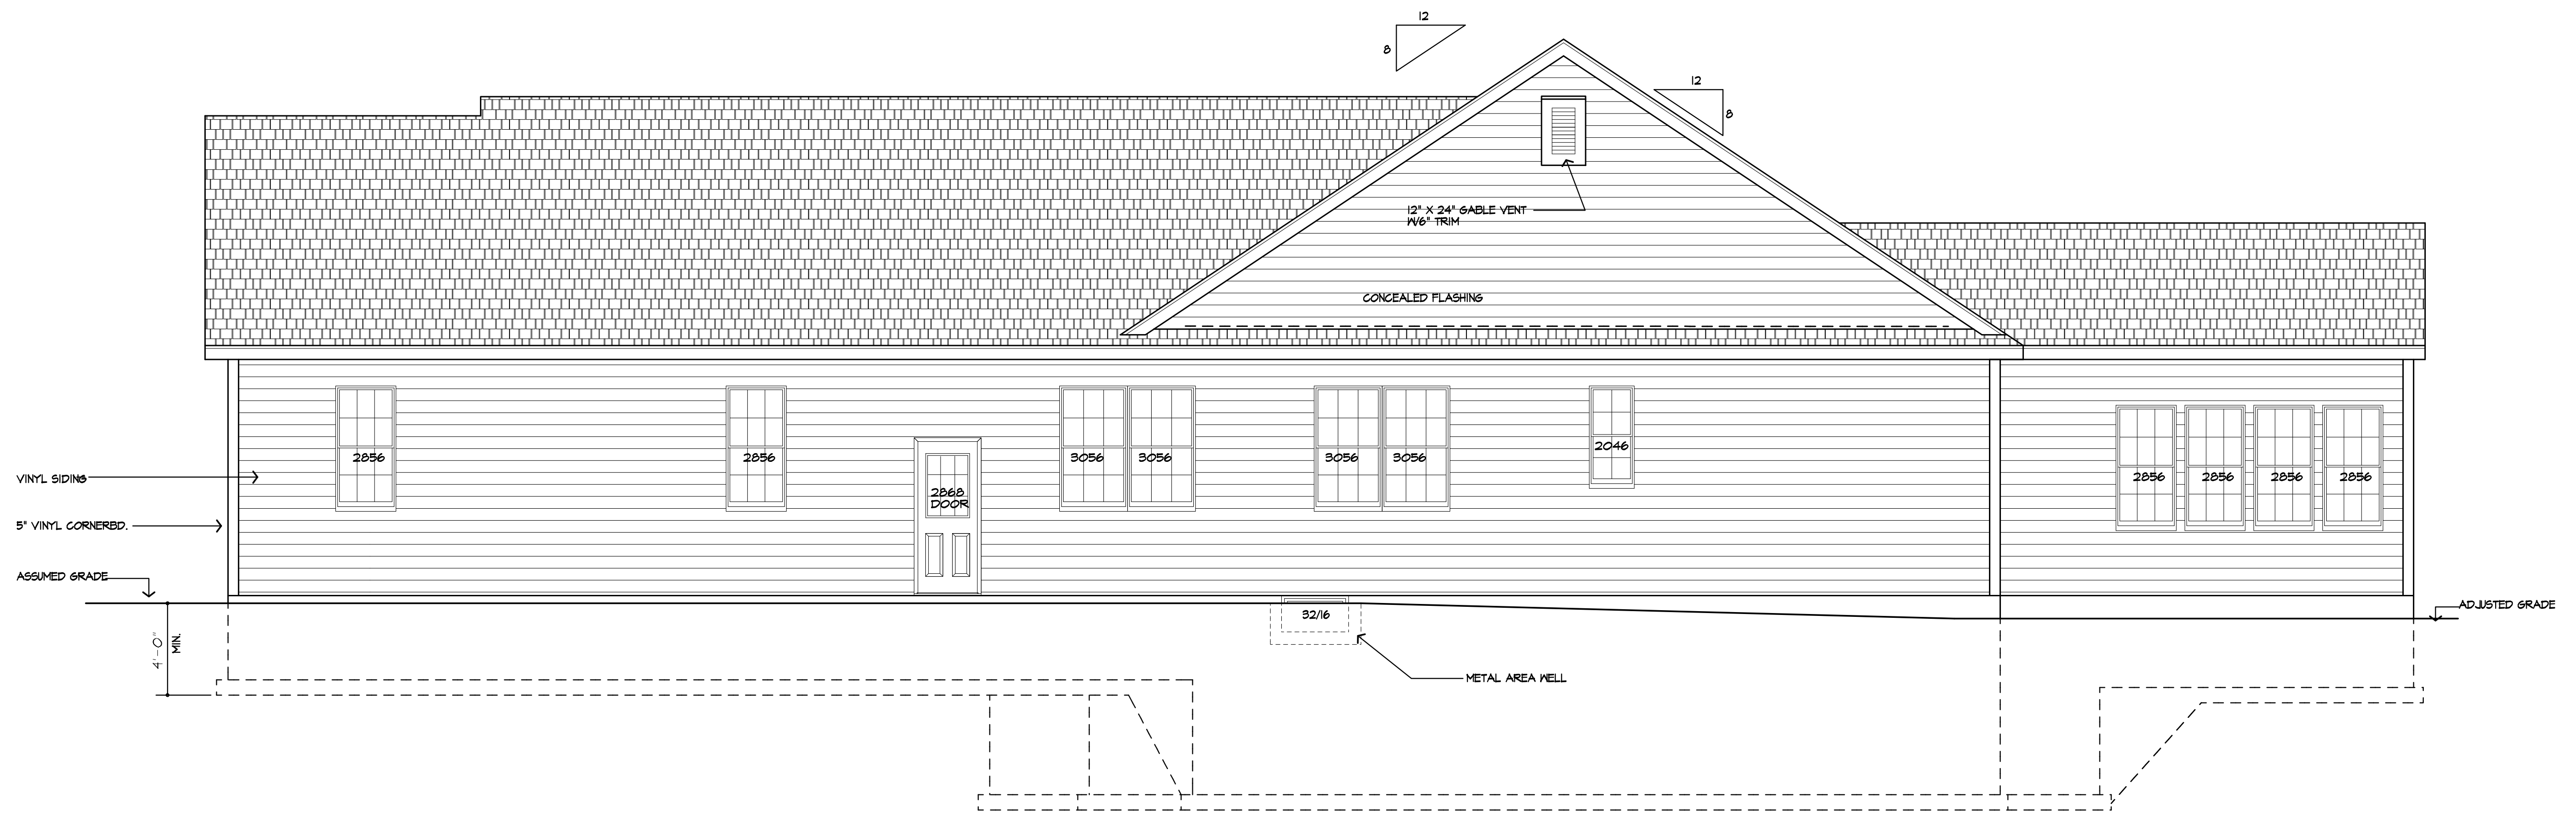 12
8
12
8
12" X 24" GABLE VENT
W/6" TRIM
CONCEALED FLASHING
2856
2856
3056
3056
3056
3056
2046
2856
2856
2856
2856
2868
DOOR
VINYL SIDING
5" VINYL CORNERBD.
ASSUMED GRADE
4'-0"
MIN.
32/16
ADJUSTED GRADE
METAL AREA WELL